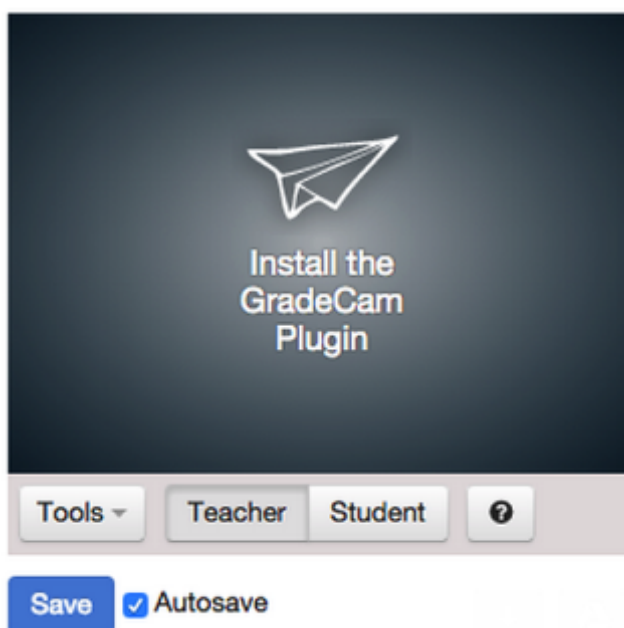 Install the
GradeCam
Plugin
Tools Teacher Student ?
Save Autosave